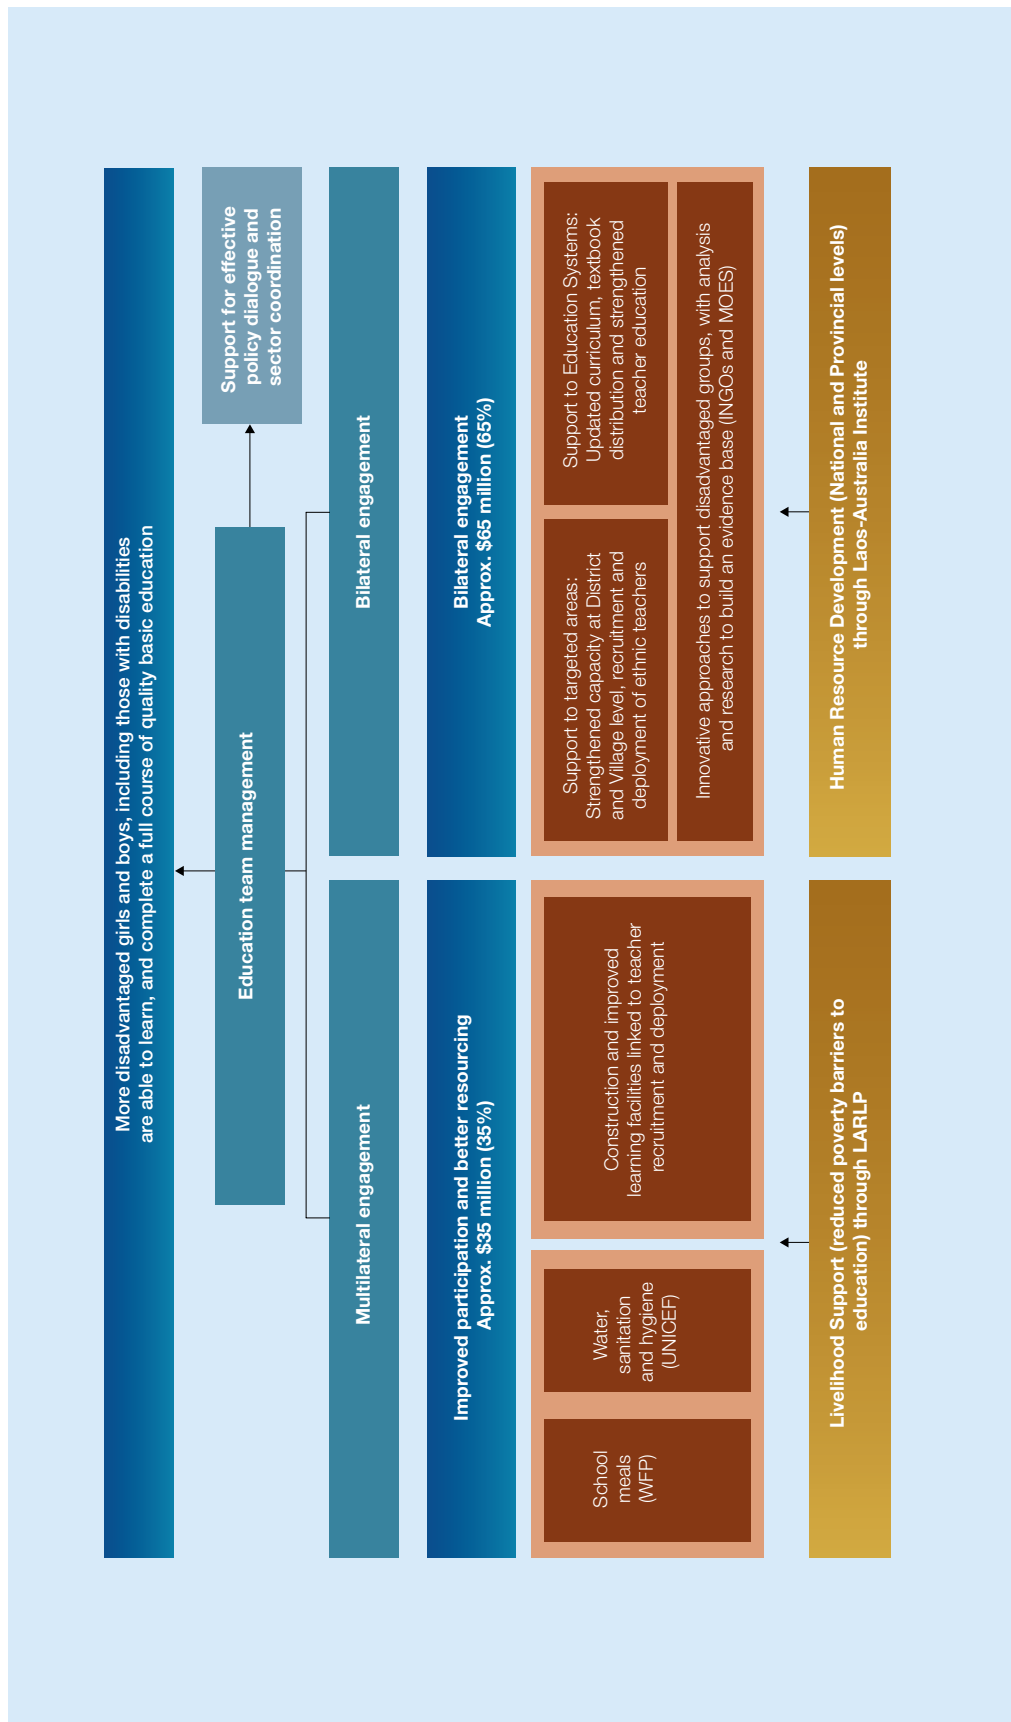 More disadvantaged girls and boys, including those with disabilities
are able to learn, and complete a full course of quality basic education
Education team management
Support for effective
policy dialogue and
sector coordination
Multilateral engagement
Bilateral engagement
Improved participation and better resourcing
Approx. $35 million (35%)
Bilateral engagement
Approx. $65 million (65%)
School
meals
(WFP)
Water,
sanitation
and hygiene
(UNICEF)
Construction and improved
learning facilities linked to teacher
recruitment and deployment
Support to targeted areas:
Strengthened capacity at District
and Village level, recruitment and
deployment of ethnic teachers
Support to Education Systems:
Updated curriculum, textbook
distribution and strengthened
teacher education
Innovative approaches to support disadvantaged groups, with analysis
and research to build an evidence base (INGOs and MOES)
Livelihood Support (reduced poverty barriers to
education) through LARLP
Human Resource Development (National and Provincial levels)
through Laos-Australia Institute